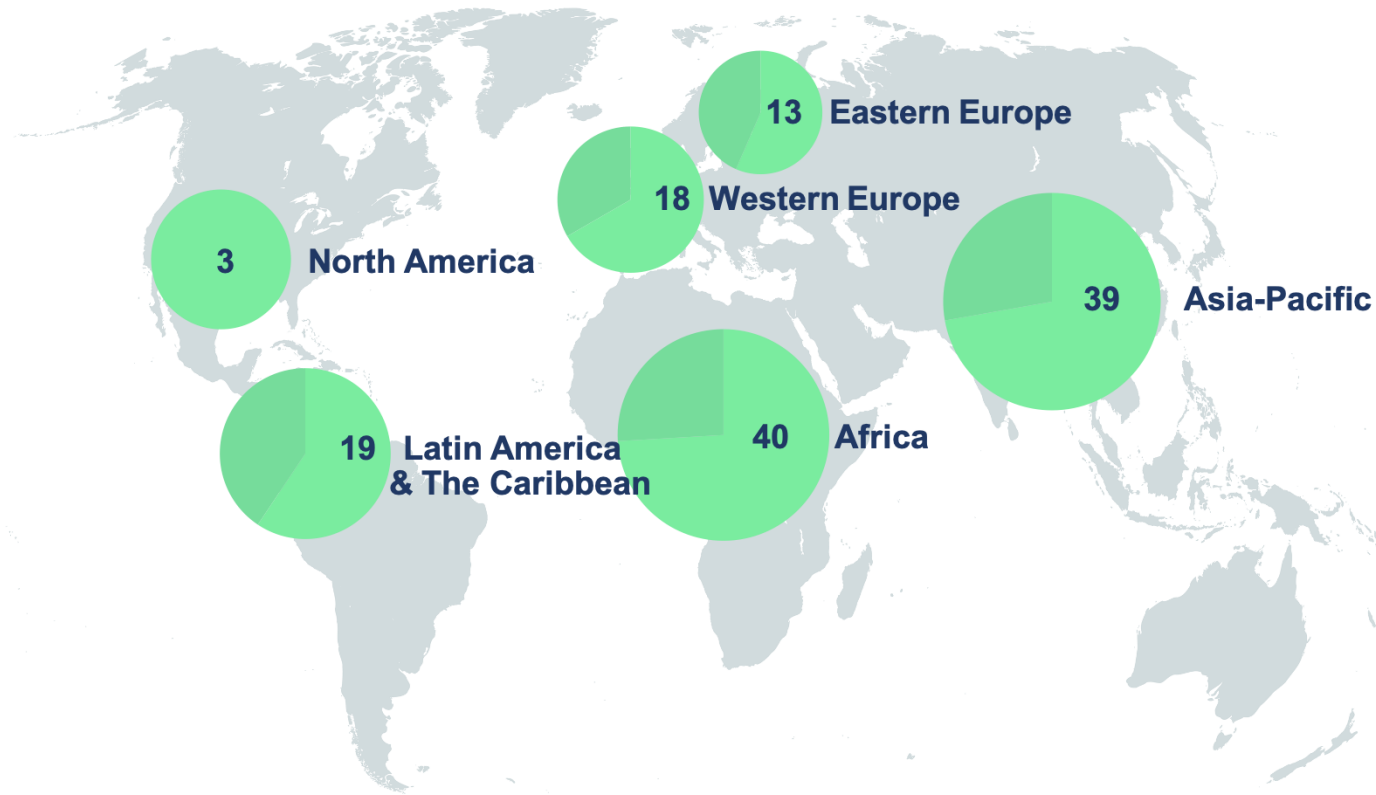 13 Eastern Europe
18 Western Europe
3 North America
39 Asia-Pacific
40 Africa
19 Latin America
& The Caribbean